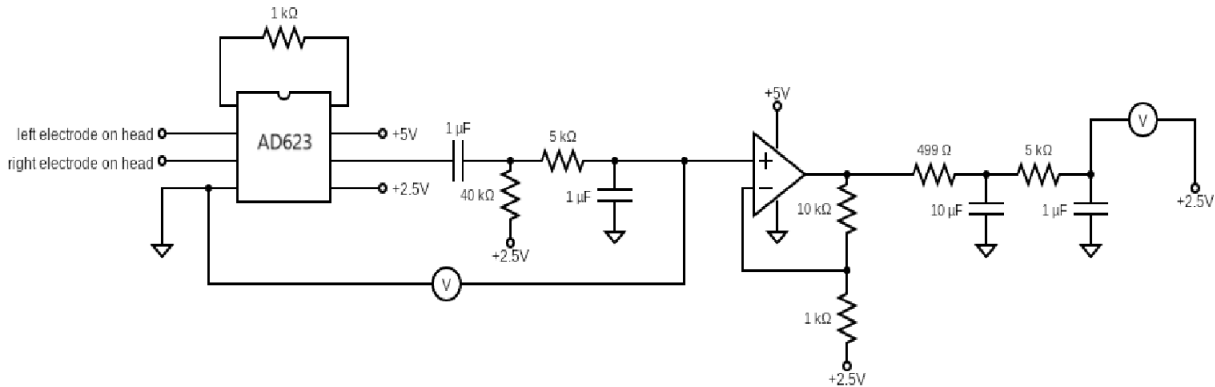 1 kΩ
left electrode on head
right electrode on head
AD623
+5V
+2.5V
1 µF
40 kΩ
+2.5V
5 kΩ
1 µF
V
+5V
+
−
10 kΩ
1 kΩ
+2.5V
499 Ω
10 µF
5 kΩ
1 µF
V
+2.5V